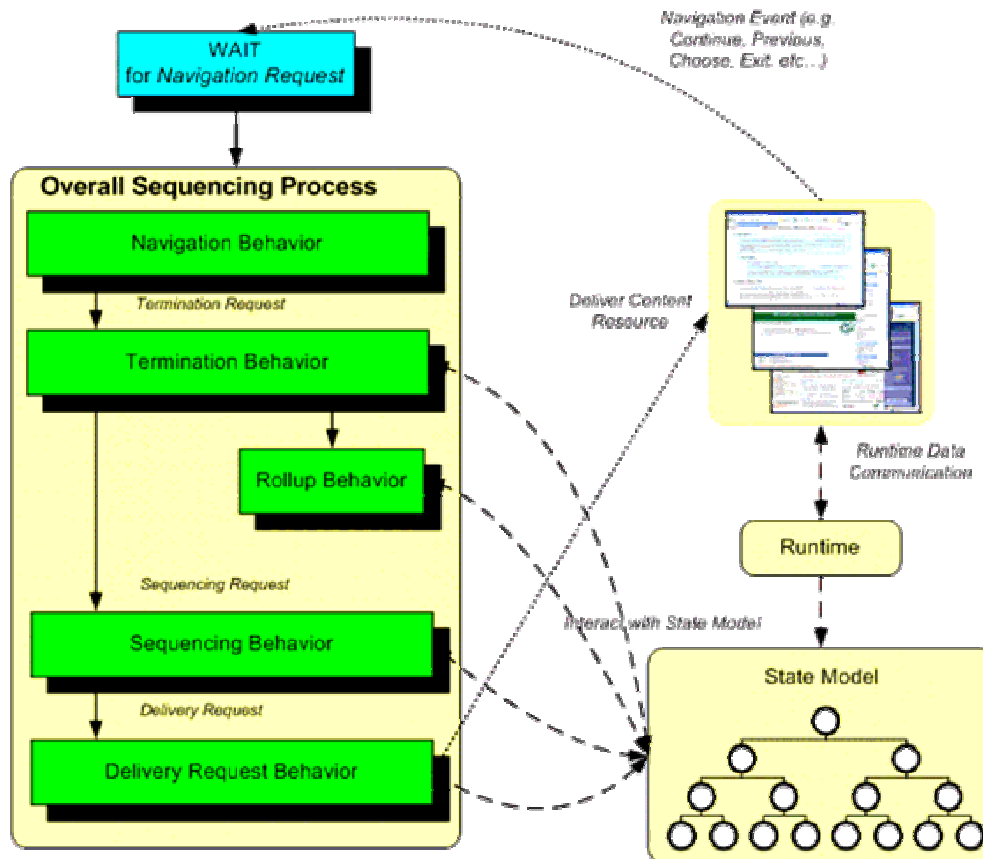 Navigation Event (e.g.
Continue, Previous,
Choose, Exit. etc...)
WAIT
for Navigation Request
Overall Sequencing Process
Navigation Behavior
Termination Request
Termination Behavior
Rollup Behavior
Sequencing Request
Sequencing Behavior
Delivery Request
Delivery Request Behavior
Deliver Content
Resource
Runtime Data
Communication
Runtime
Interact with State Model
State Model